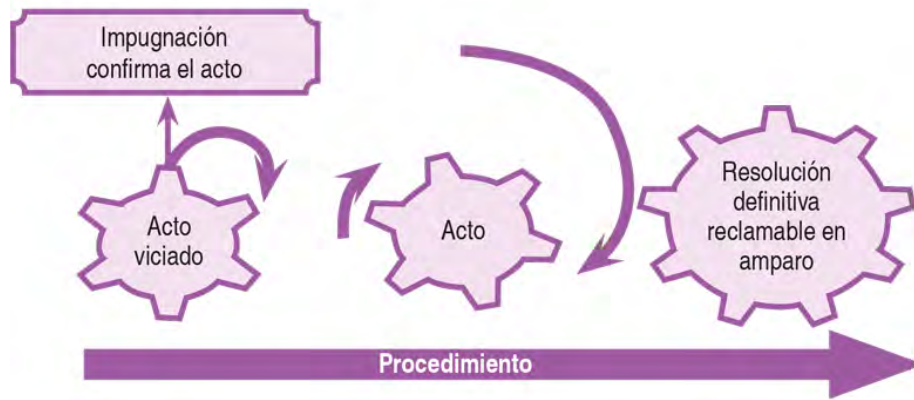 Impugnación
confirma el acto
Acto
viciado
Acto
Resolución
definitiva
reclamable en
amparo
Procedimiento